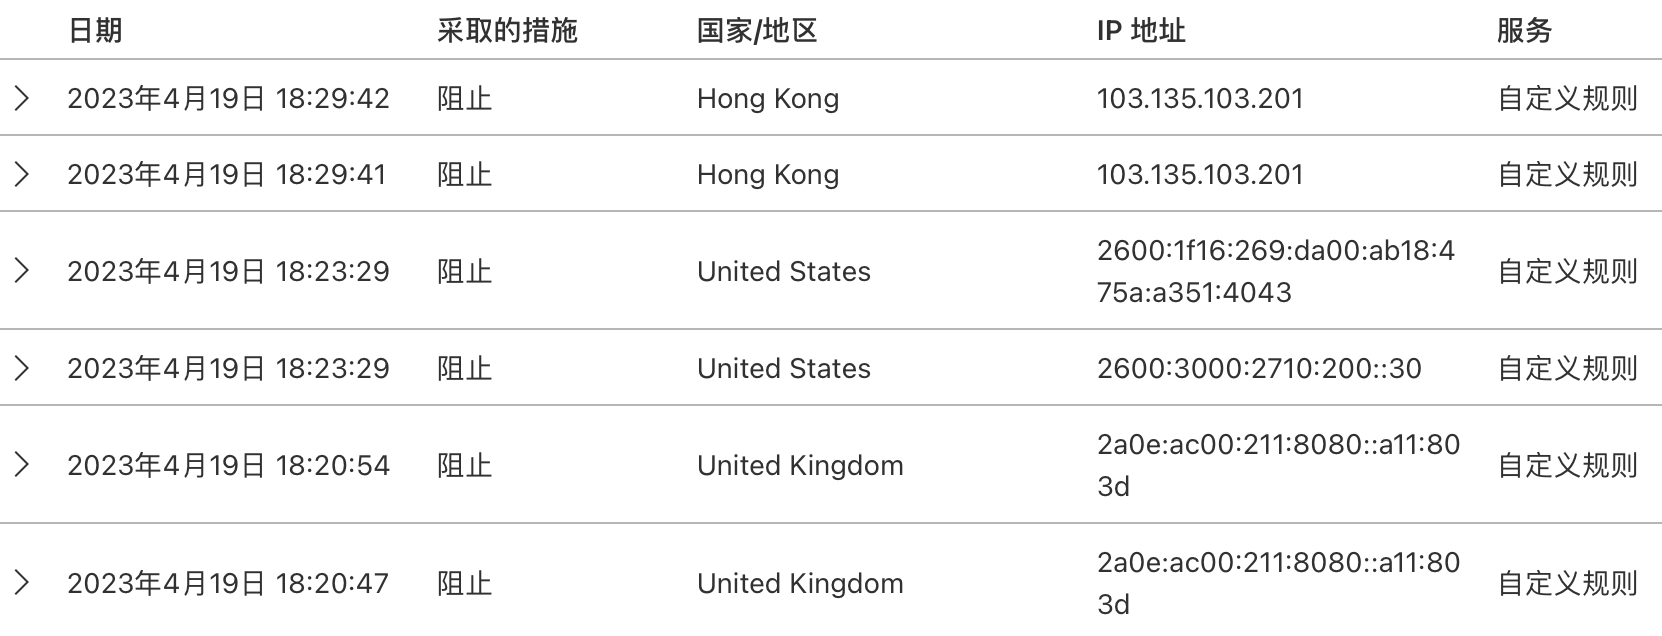 日期 采取的措施 国家/地区 IP 地址 服务
2023年4月19日 18:29:42 阻止 Hong Kong 103.135.103.201 自定义规则
2023年4月19日 18:29:41 阻止 Hong Kong 103.135.103.201 自定义规则
2023年4月19日 18:23:29 阻止 United States 2600:1f16:269:da00:ab18:4
75a:a351:4043 自定义规则
2023年4月19日 18:23:29 阻止 United States 2600:3000:2710:200::30 自定义规则
2023年4月19日 18:20:54 阻止 United Kingdom 2a0e:ac00:211:8080::a11:80
3d 自定义规则
2023年4月19日 18:20:47 阻止 United Kingdom 2a0e:ac00:211:8080::a11:80
3d 自定义规则